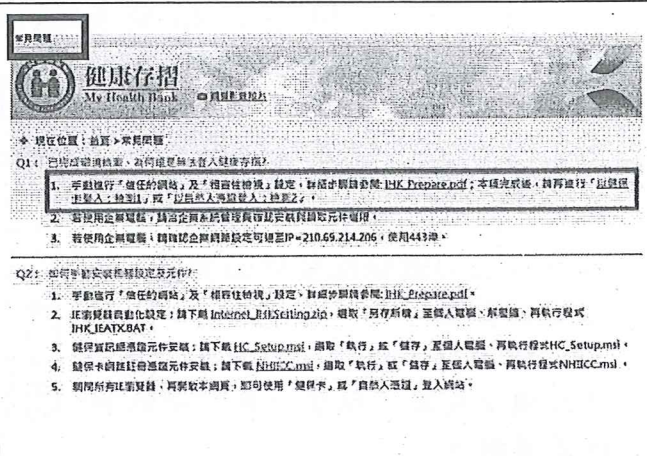 常見問題
健康存摺
My Health Bank
現在位置：首頁 > 常見問題
Q1：已完成環境檢測，為何還是無法登入健康存摺?
1. 手動進行「信任的網站」及「相容性檢視」設定，詳細步驟請參閱: IHK_Prepare.pdf；本項完成後，請再進行「以健保
卡登入：檢測1」或「以自然人憑證登入：檢測2」。
2. 若使用企業電腦，請洽企業系統管理員確認安裝與讀取元件權限。
3. 若使用企業電腦，請確認企業網路設定可連至IP=210.69.214.206，使用443埠。
Q2：如何手動安裝相關設定及元件?
1. 手動進行「信任的網站」及「相容性檢視」設定，詳細步驟請參閱: IHK_Prepare.pdf。
2. IE瀏覽器自動化設定：請下載 ，選取「另存新檔」至個人電腦、解壓縮、再執行程式
IHK_IEATX.BAT。
3. 健保資訊網憑證元件安裝：請下載 HC_Setup.msi，選取「執行」或「儲存」至個人電腦、再執行程式HC_Setup.msi。
4. 健保卡網路註冊憑證元件安裝：請下載 NHIICC.msi，選取「執行」或「儲存」至個人電腦、再執行程式NHIICC.msi。
5. 關閉所有IE瀏覽器，再開啟本網頁，即可使用「健保卡」或「自然人憑證」登入網站。